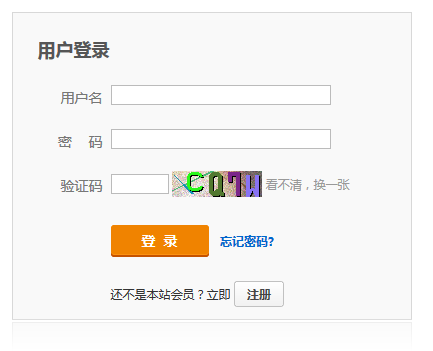 用户登录
用户名
密 码
验证码 看不清，换一张
登 录 忘记密码?
还不是本站会员？立即 注册